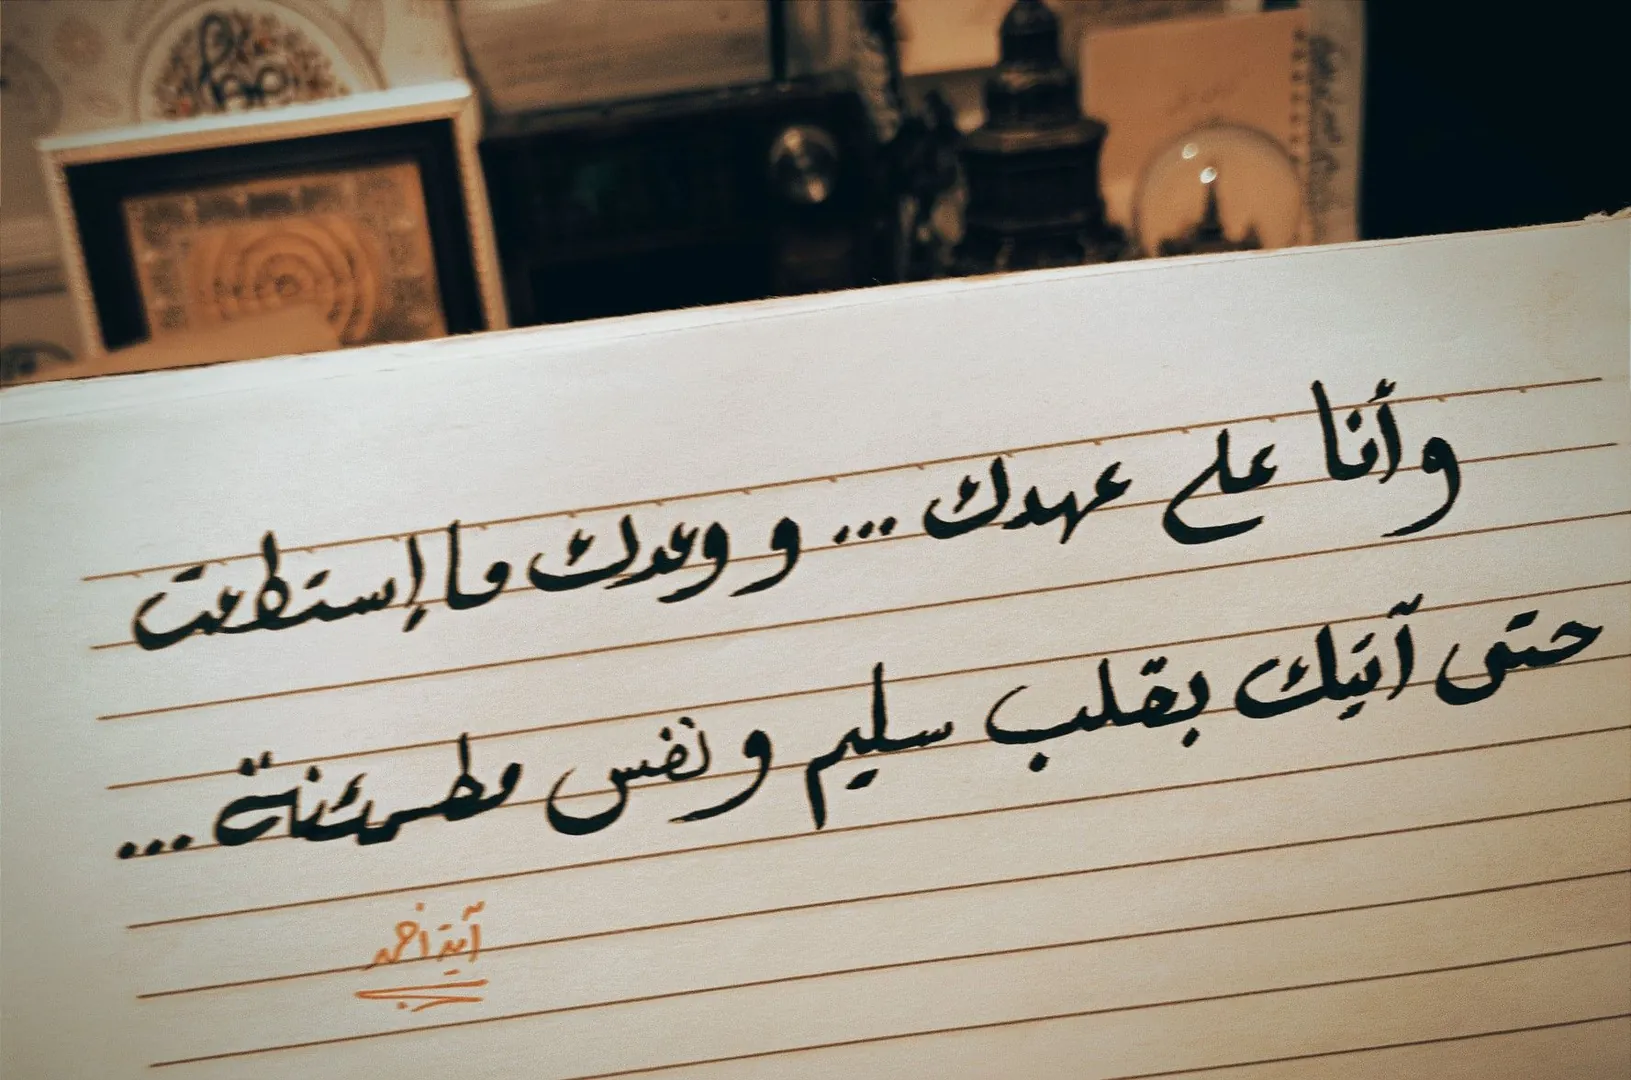 وأنا على عهدك ... و وعدك ما إستطعت
حتى آتيك بقلب سليم و نفس مطمئنة ...
آية أحمد